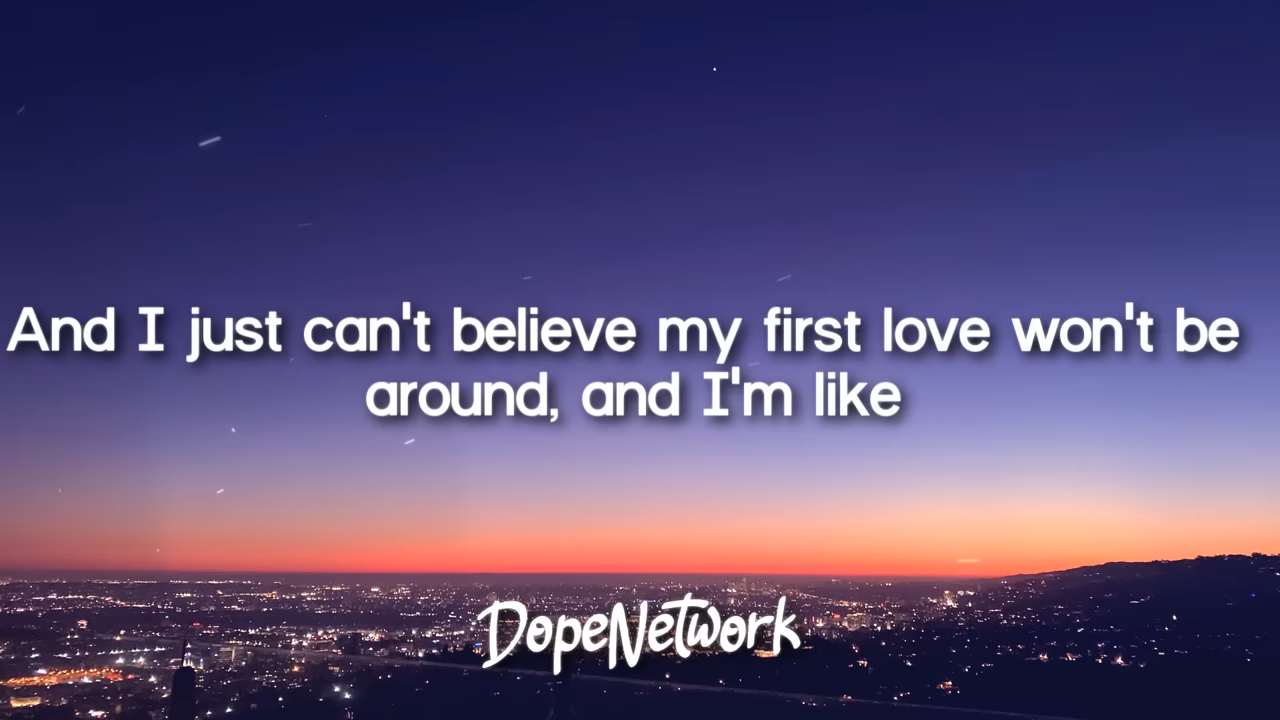 And I just can't believe my first love won't be
around, and I'm like
DopeNetwork